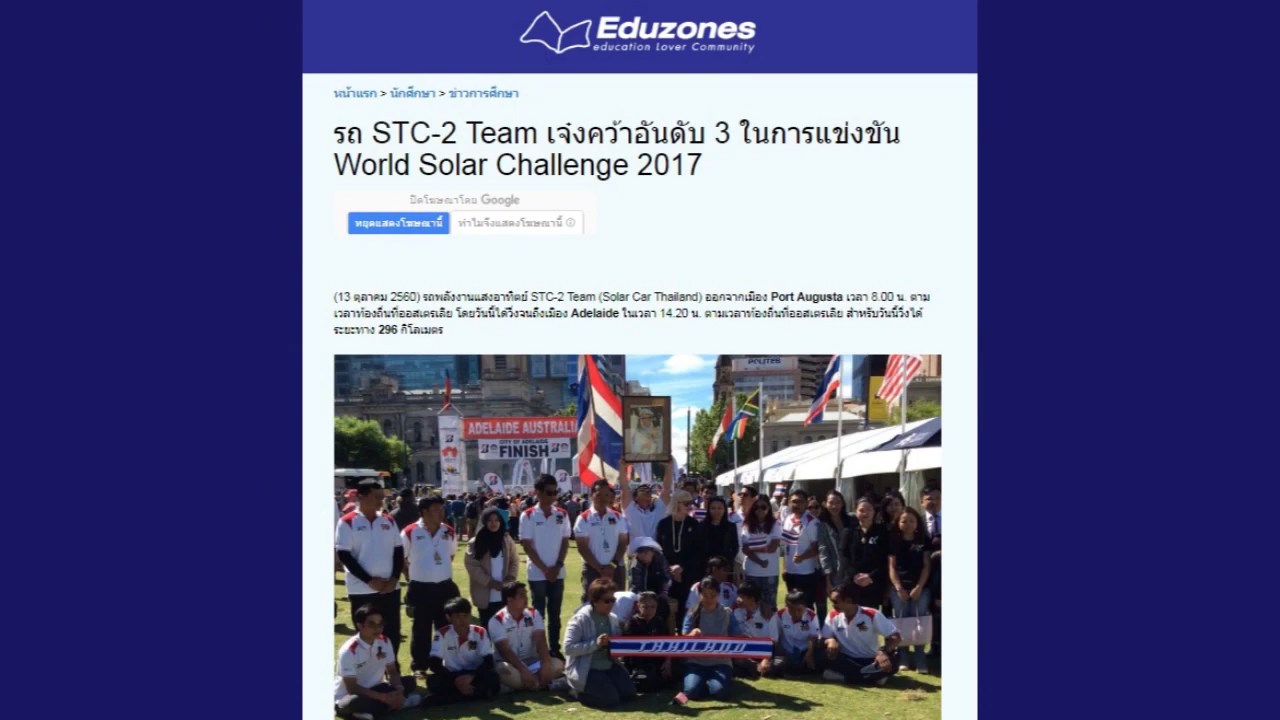 Eduzones
education Lover Community
หน้าแรก > นักศึกษา > ข่าวการศึกษา
รถ STC-2 Team เจ๋งคว้าอันดับ 3 ในการแข่งขัน
World Solar Challenge 2017
ปิดโฆษณาโดย Google
หยุดแสดงโฆษณานี้ ทำไมจึงแสดงโฆษณานี้
(13 ตุลาคม 2560) รถพลังงานแสงอาทิตย์ STC-2 Team (Solar Car Thailand) ออกจากเมือง Port Augusta เวลา 8.00 น. ตาม
เวลาท้องถิ่นที่ออสเตรเลีย โดยวันนี้ได้วิ่งจนถึงเมือง Adelaide ในเวลา 14.20 น. ตามเวลาท้องถิ่นที่ออสเตรเลีย สำหรับวันนี้วิ่งได้
ระยะทาง 296 กิโลเมตร
POLITES
ADELAIDE AUSTRALI
CITY OF ADELAIDE
FINISH
THAILAND